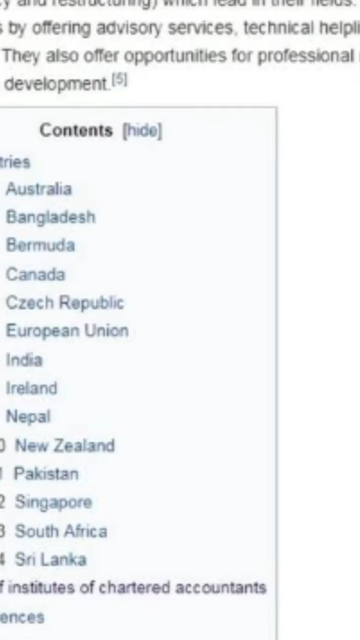 and restructuring) which lead in their fields.
s by offering advisory services, technical
They also offer opportunities for professional
development.[5]
Contents [hide]
tries
Australia
Bangladesh
Bermuda
Canada
Czech Republic
European Union
India
Ireland
Nepal
0 New Zealand
1 Pakistan
2 Singapore
3 South Africa
4 Sri Lanka
f institutes of chartered accountants
ences